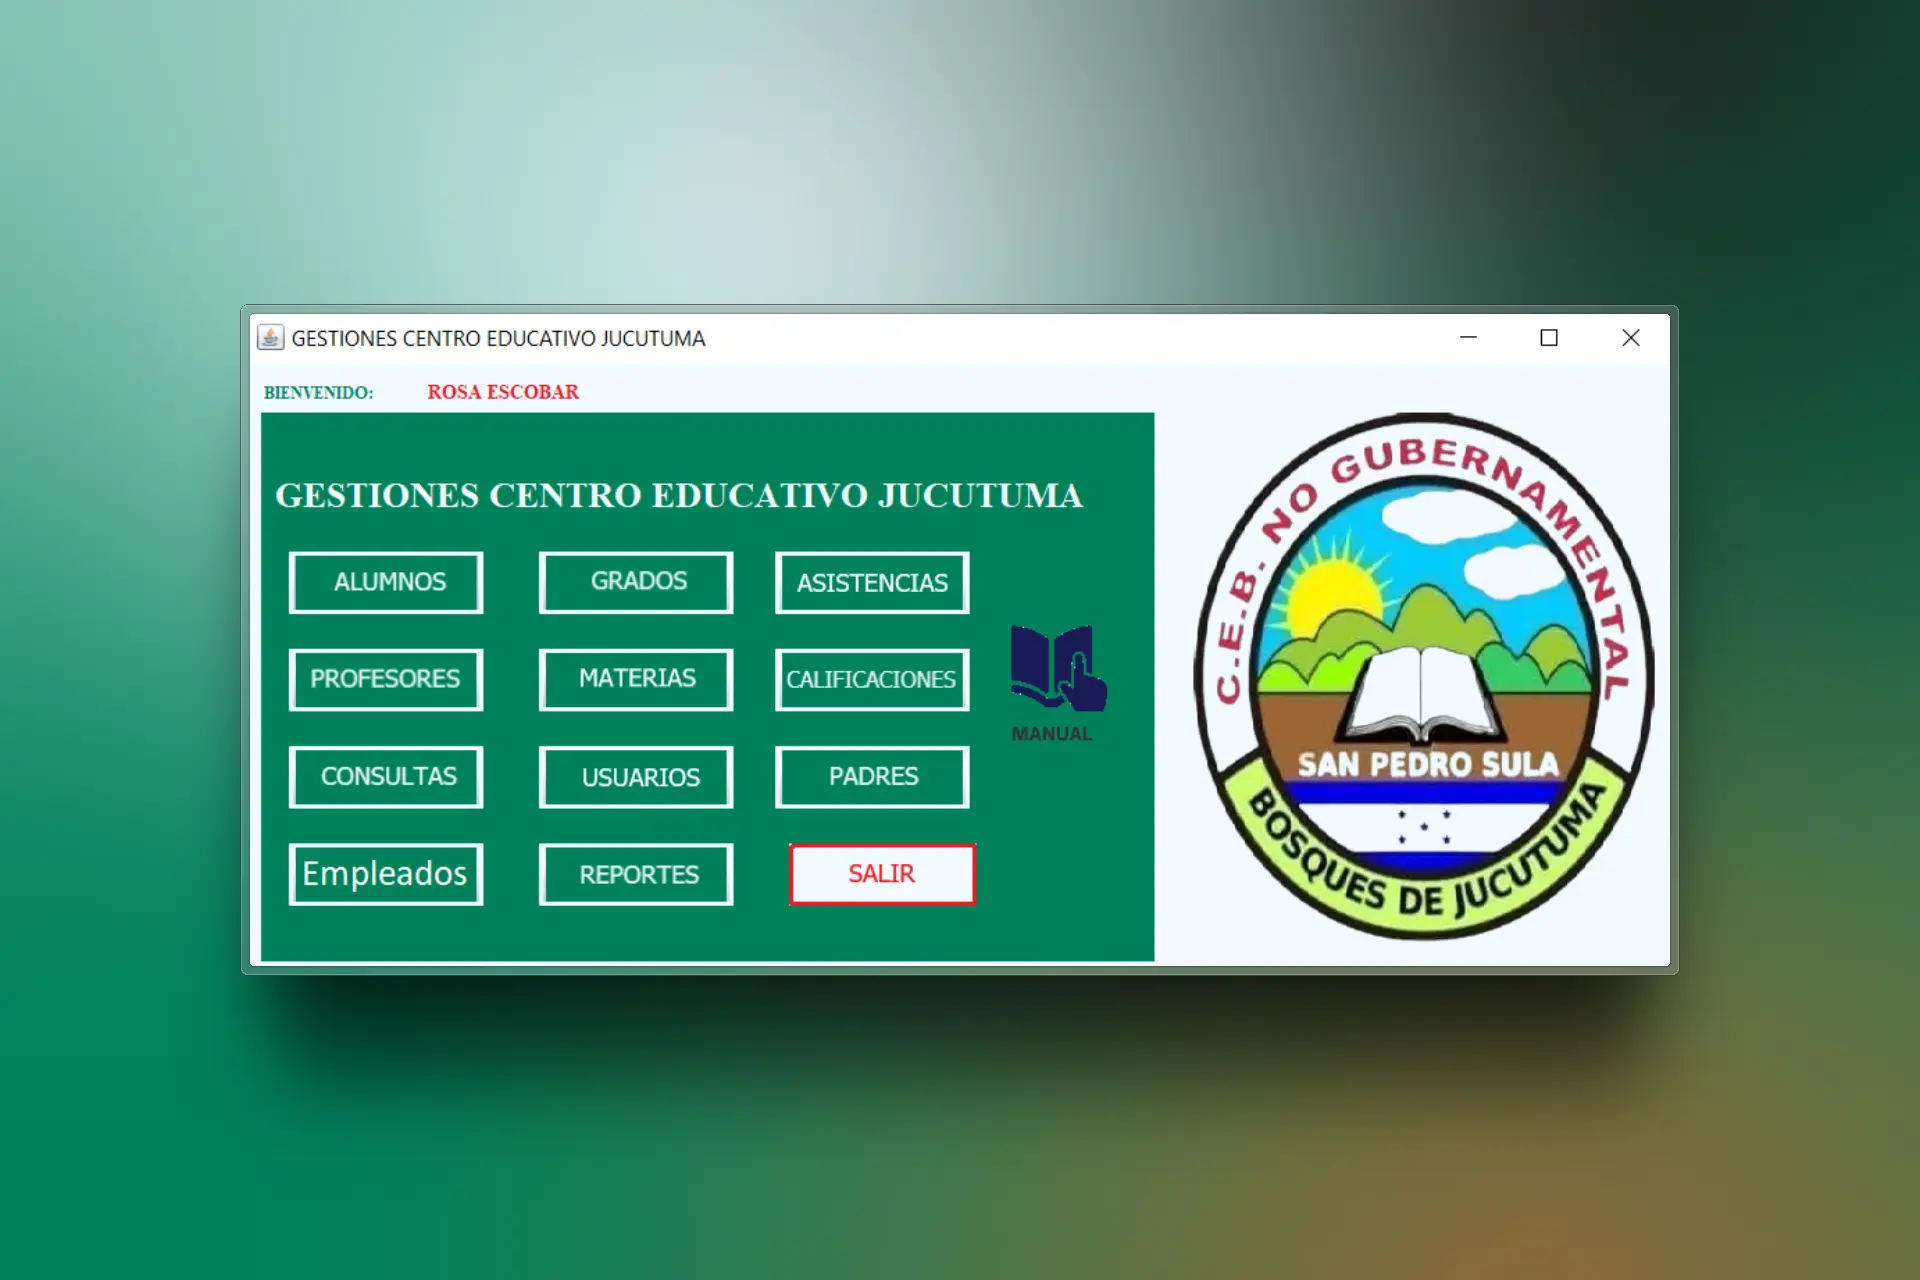 GESTIONES CENTRO EDUCATIVO JUCUTUMA
BIENVENIDO: ROSA ESCOBAR
GESTIONES CENTRO EDUCATIVO JUCUTUMA
ALUMNOS GRADOS ASISTENCIAS
PROFESORES MATERIAS CALIFICACIONES
MANUAL
CONSULTAS USUARIOS PADRES
Empleados REPORTES SALIR
C.E.B. NO GUBERNAMENTAL
SAN PEDRO SULA
BOSQUES DE JUCUTUMA